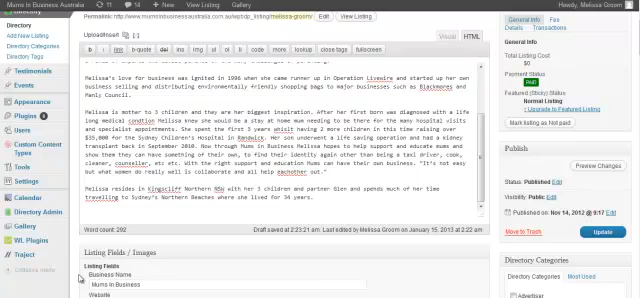 Mums In Business Australia 11 14 + New View Listing Gallery Howdy, Melissa Groom
Directory
Add New Listing
Directory Categories
Directory Tags
Testimonials
Events
Appearance
Plugins 9
Users
Custom Content
Types
Tools
Settings
Calendar
Directory Admin
Gallery
WL Plugins
Traject
Collapse menu
Permalink: http://www.mumsinbusinessaustralia.com.au/wpbdp_listing/melissa-groom/ Edit View Listing
Upload/Insert Visual HTML
b i link b-quote del ins img ul ol li code more lookup close tags fullscreen
Melissa's love for business was ignited in 1996 when she came runner up in Operation Livewire and started up her own
business selling and distributing environmentally friendly shopping bags to major businesses such as Blackmores and
Manly Council.
Melissa is mother to 3 children and they are her biggest inspiration. After her first born was diagnosed with a life
long medical condtion Melissa knew she would be a stay at home mum needing to be there for the many hospital visits
and specialist appointments. She spent the first 5 years whislt having 2 more children in this time raising over
$35,000 for the Sydney Children's Hospital in Randwick. Her son underwent a life saving operation and had a kidney
transplant back in September 2010. Now through Mums in Business Melissa hopes to help support and educate mums and
show them they can have something of their own, to find their identity again other than being a taxi driver, cook,
cleaner, counsellor, etc etc. With the right support and education Mums can have their own business. "It's not easy
but what women do really well is collaborate and all help eachother out."
Melissa resides in Kingscliff Northern NSW with her 3 children and partner Glen and spends much of her time
travelling to Sydney's Northern Beaches where she lived for 34 years.
Word count: 292 Draft saved at 2:23:21 am. Last edited by Melissa Groom on January 15, 2013 at 2:22 am
Listing Fields / Images
Listing Fields
Business Name
Mums In Business
Website
General Info Fee
Details Transactions
General Info
Total Listing Cost
$0
Payment Status
PAID
Featured (Sticky) Status
Normal Listing
↑ Upgrade to Featured Listing
Mark listing as Not paid
Publish
Preview Changes
Status: Published Edit
Visibility: Public Edit
Published on: Nov 14, 2012 @ 9:17 Edit
Move to Trash Update
Directory Categories
Directory Categories Most Used
Advertiser